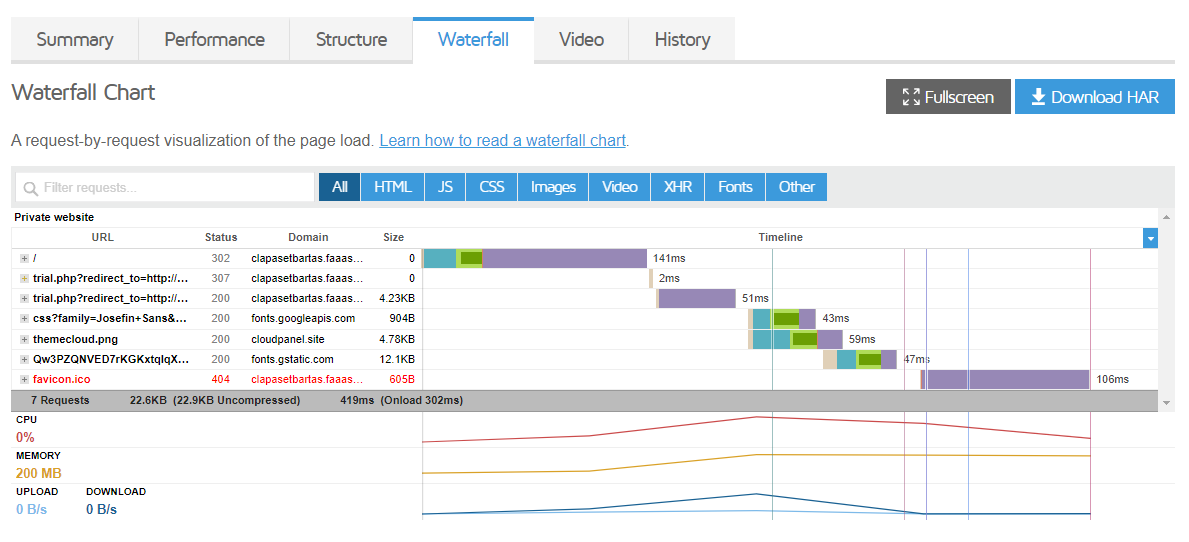 Summary Performance Structure Waterfall Video History
Waterfall Chart
Fullscreen Download HAR
A request-by-request visualization of the page load. Learn how to read a waterfall chart.
Filter requests... All HTML JS CSS Images Video XHR Fonts Other
Private website
URL Status Domain Size Timeline
/ 302 clapasetbartas.faaas... 0 141ms
trial.php?redirect_to=http://... 307 clapasetbartas.faaas... 0 2ms
trial.php?redirect_to=http://... 200 clapasetbartas.faaas... 4.23KB 51ms
css?family=Josefin+Sans&... 200 fonts.googleapis.com 904B 43ms
themecloud.png 200 cloudpanel.site 4.78KB 59ms
Qw3PZQNVED7rKGKxtqIqX... 200 fonts.gstatic.com 12.1KB 47ms
favicon.ico 404 clapasetbartas.faaas... 605B 106ms
7 Requests 22.6KB (22.9KB Uncompressed) 419ms (Onload 302ms)
CPU
0%
MEMORY
200 MB
UPLOAD DOWNLOAD
0 B/s 0 B/s